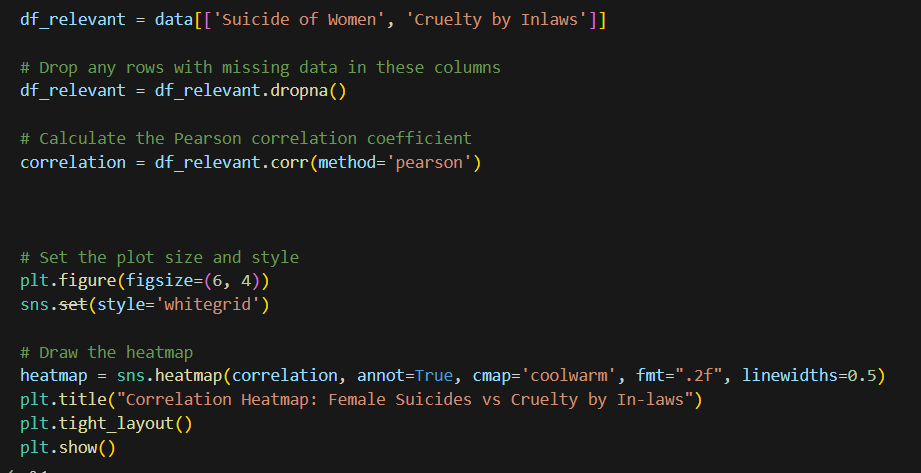 df_relevant = data[['Suicide of Women', 'Cruelty by Inlaws']]
# Drop any rows with missing data in these columns
df_relevant = df_relevant.dropna()
# Calculate the Pearson correlation coefficient
correlation = df_relevant.corr(method='pearson')
# Set the plot size and style
plt.figure(figsize=(6, 4))
sns.set(style='whitegrid')
# Draw the heatmap
heatmap = sns.heatmap(correlation, annot=True, cmap='coolwarm', fmt=".2f", linewidths=0.5)
plt.title("Correlation Heatmap: Female Suicides vs Cruelty by In-laws")
plt.tight_layout()
plt.show()